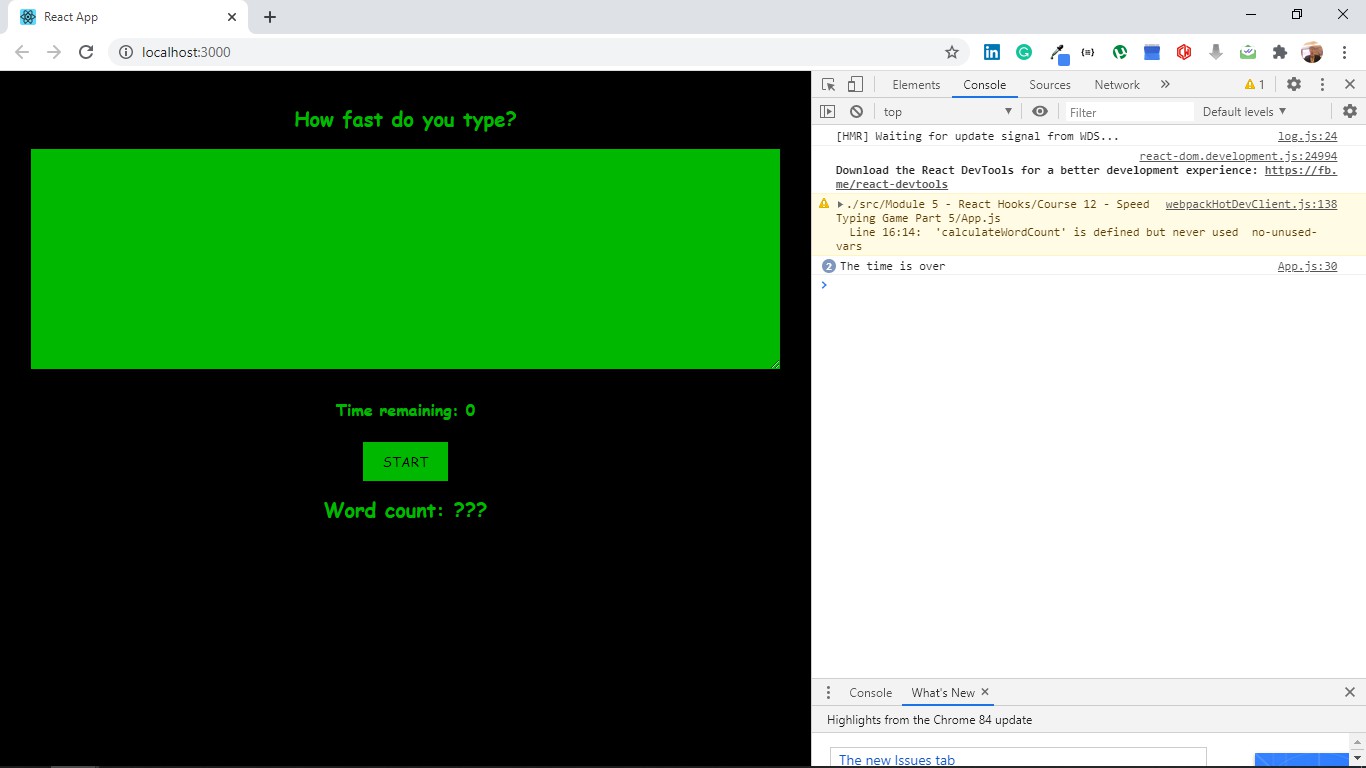 React App
localhost:3000
How fast do you type?
Time remaining: 0
START
Word count: ???
Elements Console Sources Network 1
top Filter Default levels
[HMR] Waiting for update signal from WDS... log.js:24
react-dom.development.js:24994
Download the React DevTools for a better development experience: https://fb.
me/react-devtools
./src/Module 5 - React Hooks/Course 12 - Speed webpackHotDevClient.js:138
Typing Game Part 5/App.js
Line 16:14: 'calculateWordCount' is defined but never used no-unused-
vars
2 The time is over App.js:30
Console What's New
Highlights from the Chrome 84 update
The new Issues tab